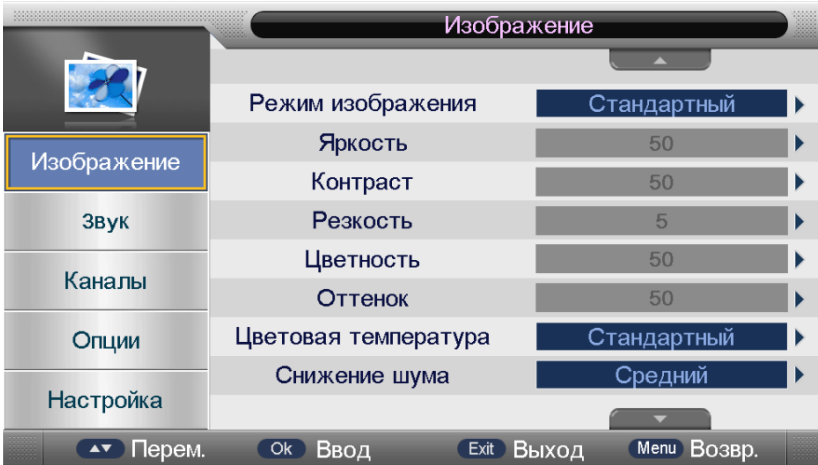 Изображение
Режим изображения Стандартный
Яркость 50
Контраст 50
Резкость 5
Цветность 50
Оттенок 50
Цветовая температура Стандартный
Снижение шума Средний
Изображение
Звук
Каналы
Опции
Настройка
Перем. Ok Ввод Exit Выход Menu Возвр.